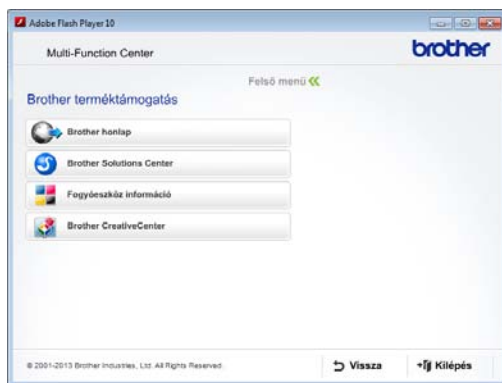 Adobe Flash Player 10
Multi-Function Center
brother
Felső menü
Brother terméktámogatás
Brother honlap
Brother Solutions Center
Fogyóeszköz információ
Brother CreativeCenter
© 2001-2013 Brother Industries, Ltd. All Rights Reserved.
Vissza
Kilépés